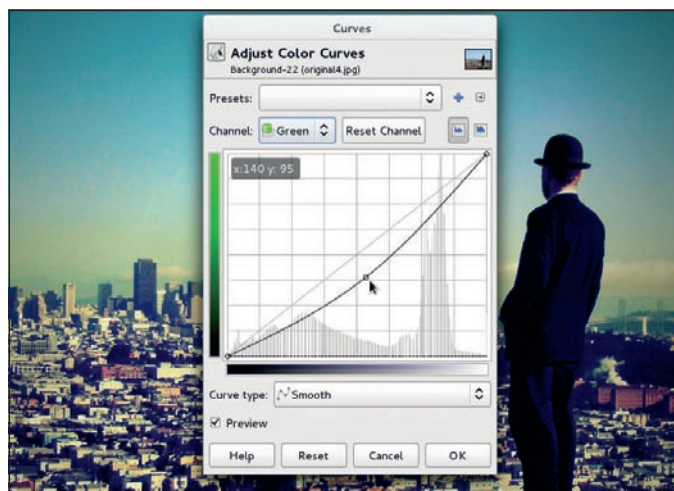 Curves
Adjust Color Curves
Background-22 (original4.jpg)
Presets:
Channel: Green Reset Channel
x:140 y: 95
Curve type: Smooth
Preview
Help Reset Cancel OK